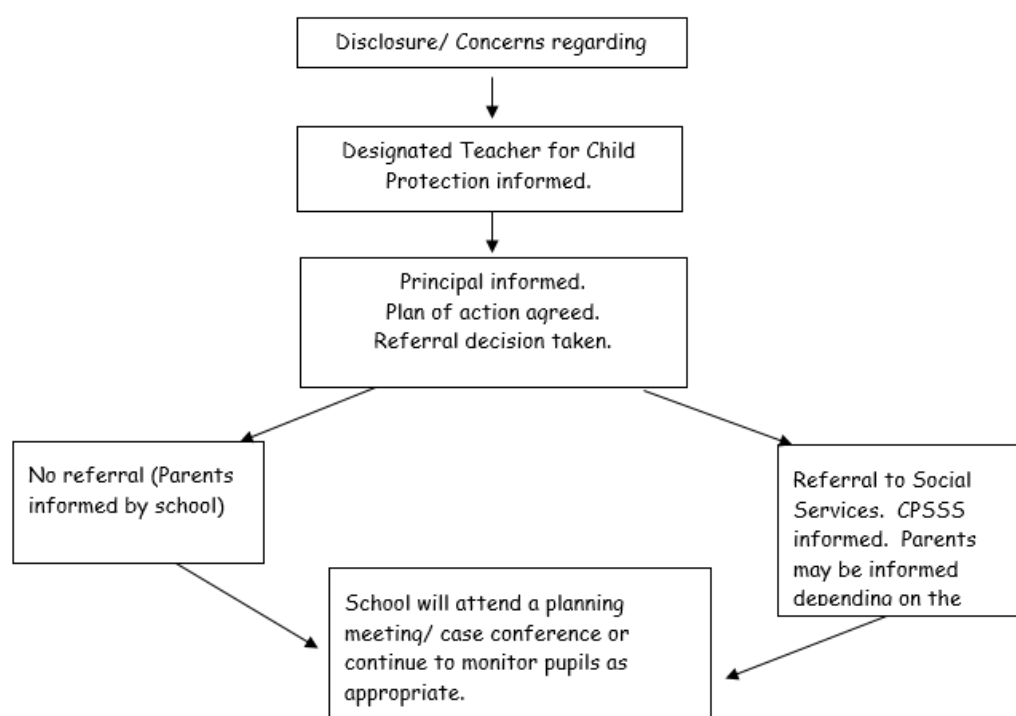 Disclosure/ Concerns regarding
Designated Teacher for Child
Protection informed.
Principal informed.
Plan of action agreed.
Referral decision taken.
No referral (Parents
informed by school)
Referral to Social
Services.  CPSSS
informed.  Parents
may be informed
depending on the
School will attend a planning
meeting/ case conference or
continue to monitor pupils as
appropriate.